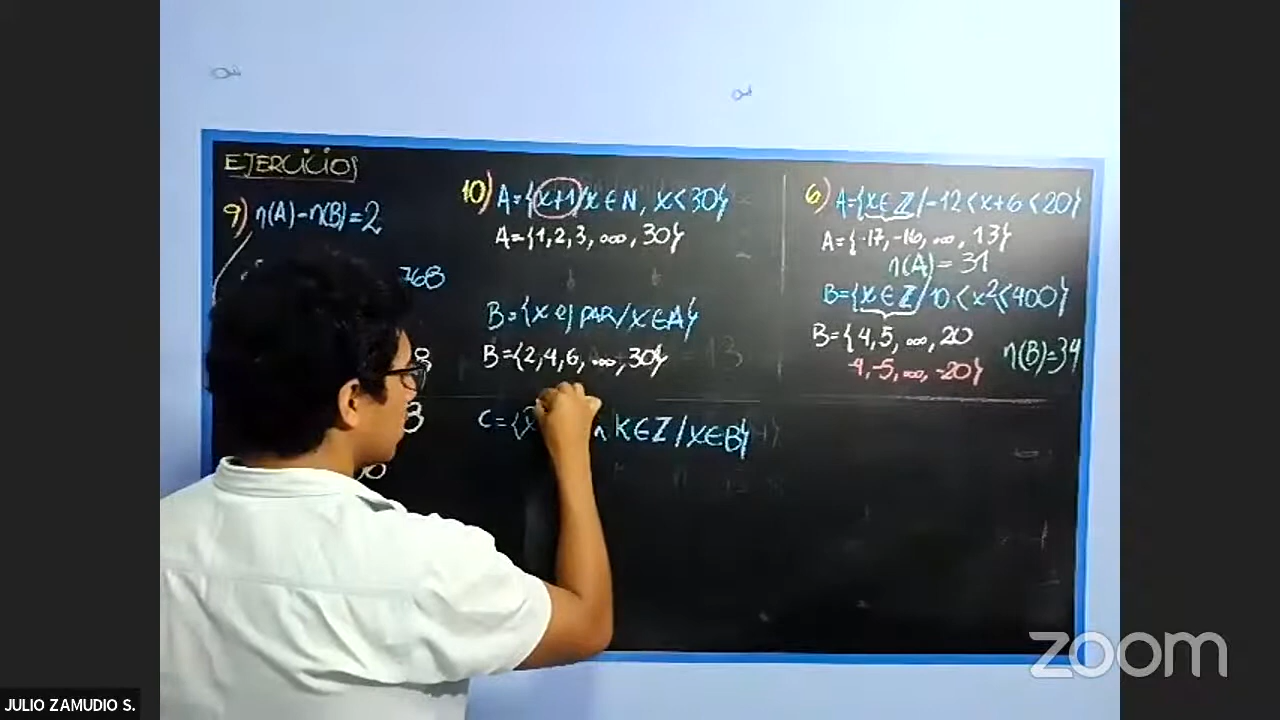 EJERCICIOS
9) n(A)-n(B)=2
768
8
3
10) A={x+1/x∈N, x<30}
A={1,2,3, ..., 30}
B={x es PAR/x∈A}
B={2,4,6, ..., 30}
C={ K∈Z/x∈B}
6) A={x∈Z/-12<x+6<20}
A={-17,-16, ..., 13}
n(A)=31
B={x∈Z/10<x²<400}
B={4,5, ..., 20
-4,-5, ..., -20}
n(B)=34
zoom
JULIO ZAMUDIO S.